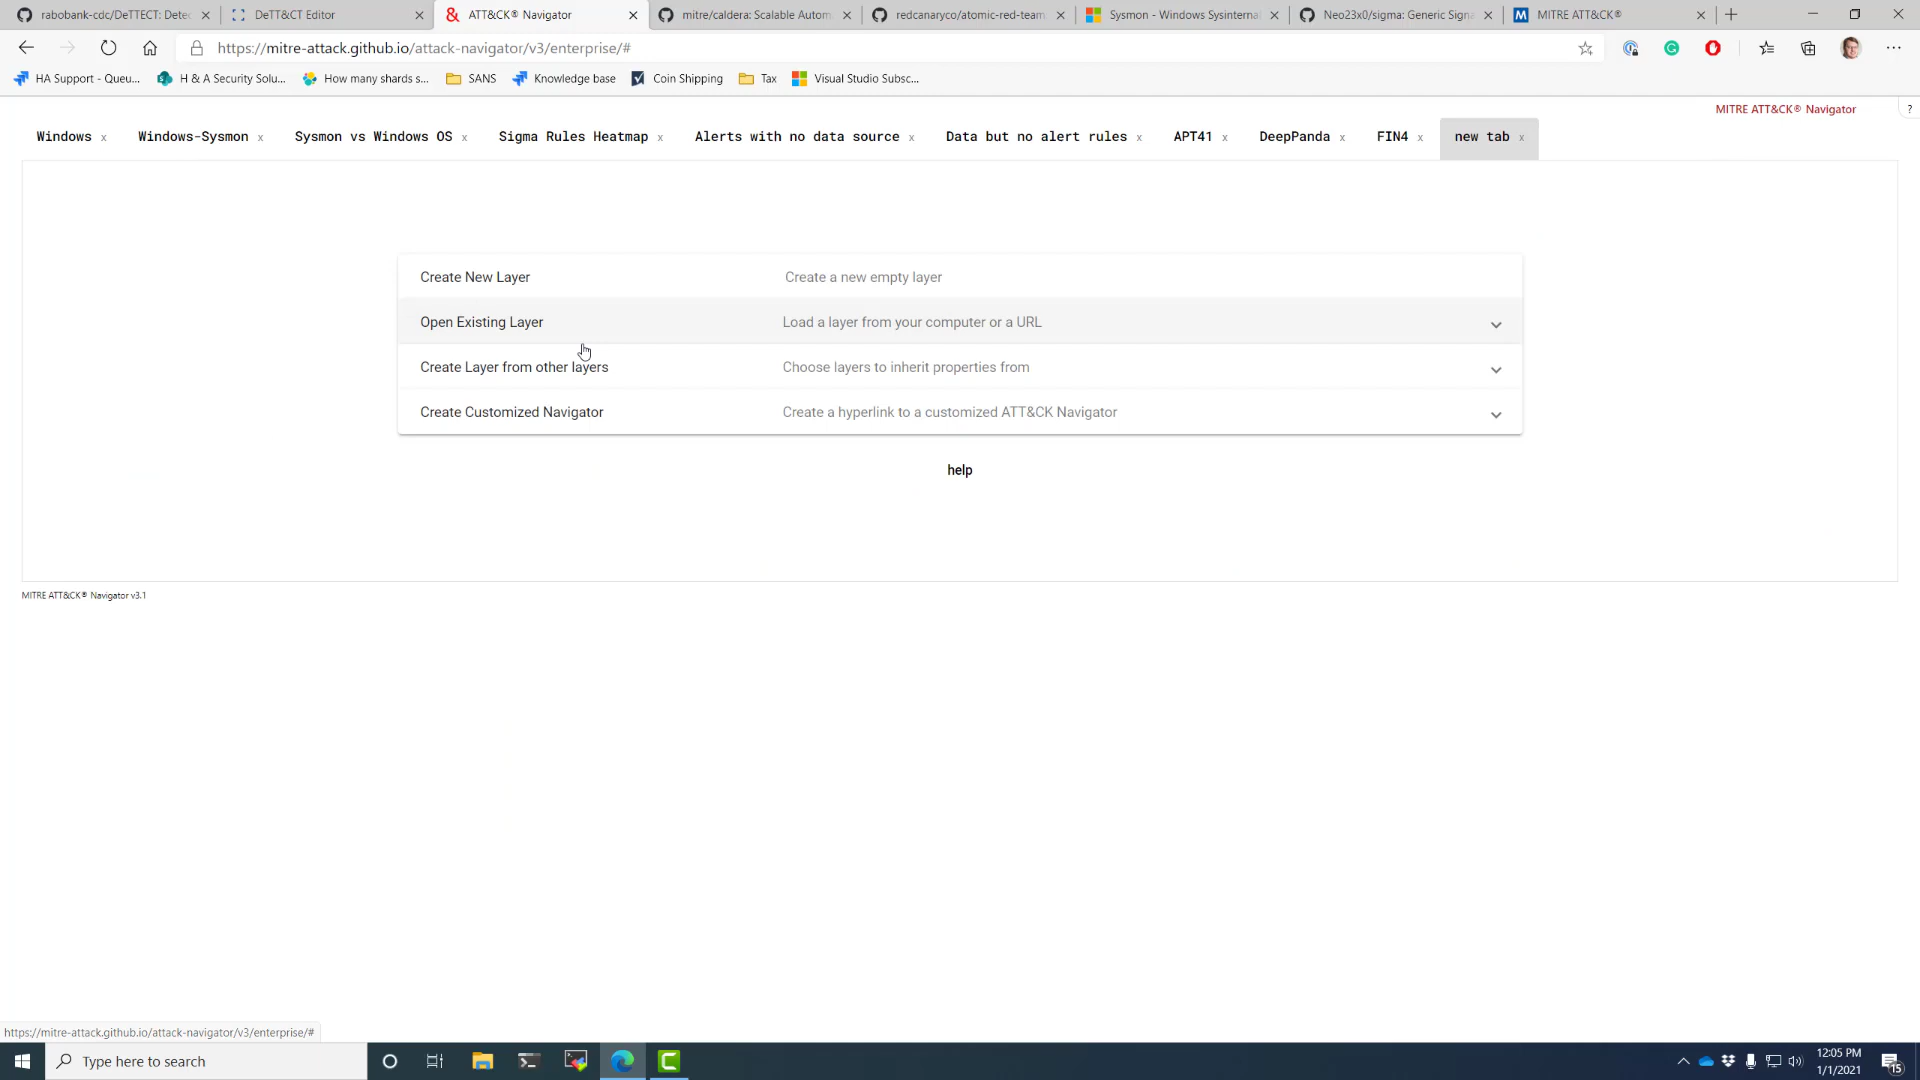 rabobank-cdc/DeTTECT: Detec
DeTT&CT Editor
ATT&CK® Navigator
mitre/caldera: Scalable Autom
redcanaryco/atomic-red-team
Sysmon - Windows Sysinternal
Neo23x0/sigma: Generic Signa
MITRE ATT&CK®
https://mitre-attack.github.io/attack-navigator/v3/enterprise/#
HA Support - Queu...
H & A Security Solu...
How many shards s...
SANS
Knowledge base
Coin Shipping
Tax
Visual Studio Subsc...
MITRE ATT&CK® Navigator
?
Windows x
Windows-Sysmon x
Sysmon vs Windows OS x
Sigma Rules Heatmap x
Alerts with no data source x
Data but no alert rules x
APT41 x
DeepPanda x
FIN4 x
new tab x
Create New Layer Create a new empty layer
Open Existing Layer Load a layer from your computer or a URL
Create Layer from other layers Choose layers to inherit properties from
Create Customized Navigator Create a hyperlink to a customized ATT&CK Navigator
help
MITRE ATT&CK® Navigator v3.1
https://mitre-attack.github.io/attack-navigator/v3/enterprise/#
Type here to search
12:05 PM
1/1/2021
15